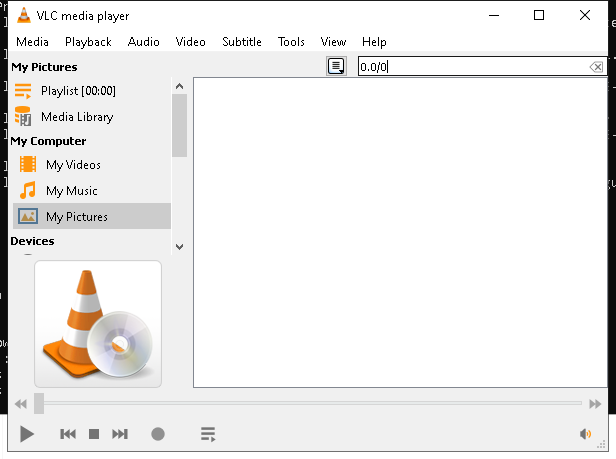 VLC media player
Media Playback Audio Video Subtitle Tools View Help
My Pictures
0.0/0
Playlist [00:00]
Media Library
My Computer
My Videos
My Music
My Pictures
Devices